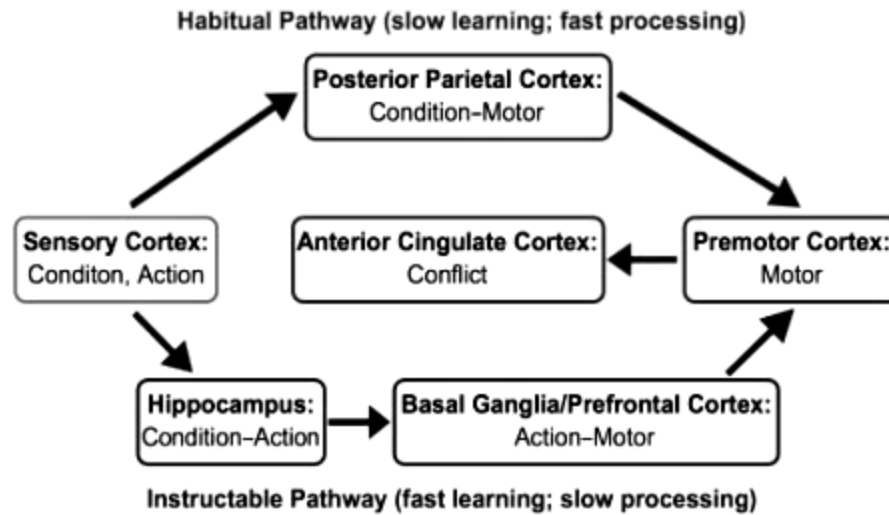 Habitual Pathway (slow learning; fast processing)
Posterior Parietal Cortex:
Condition–Motor
Sensory Cortex:
Conditon, Action
Anterior Cingulate Cortex:
Conflict
Premotor Cortex:
Motor
Hippocampus:
Condition–Action
Basal Ganglia/Prefrontal Cortex:
Action–Motor
Instructable Pathway (fast learning; slow processing)